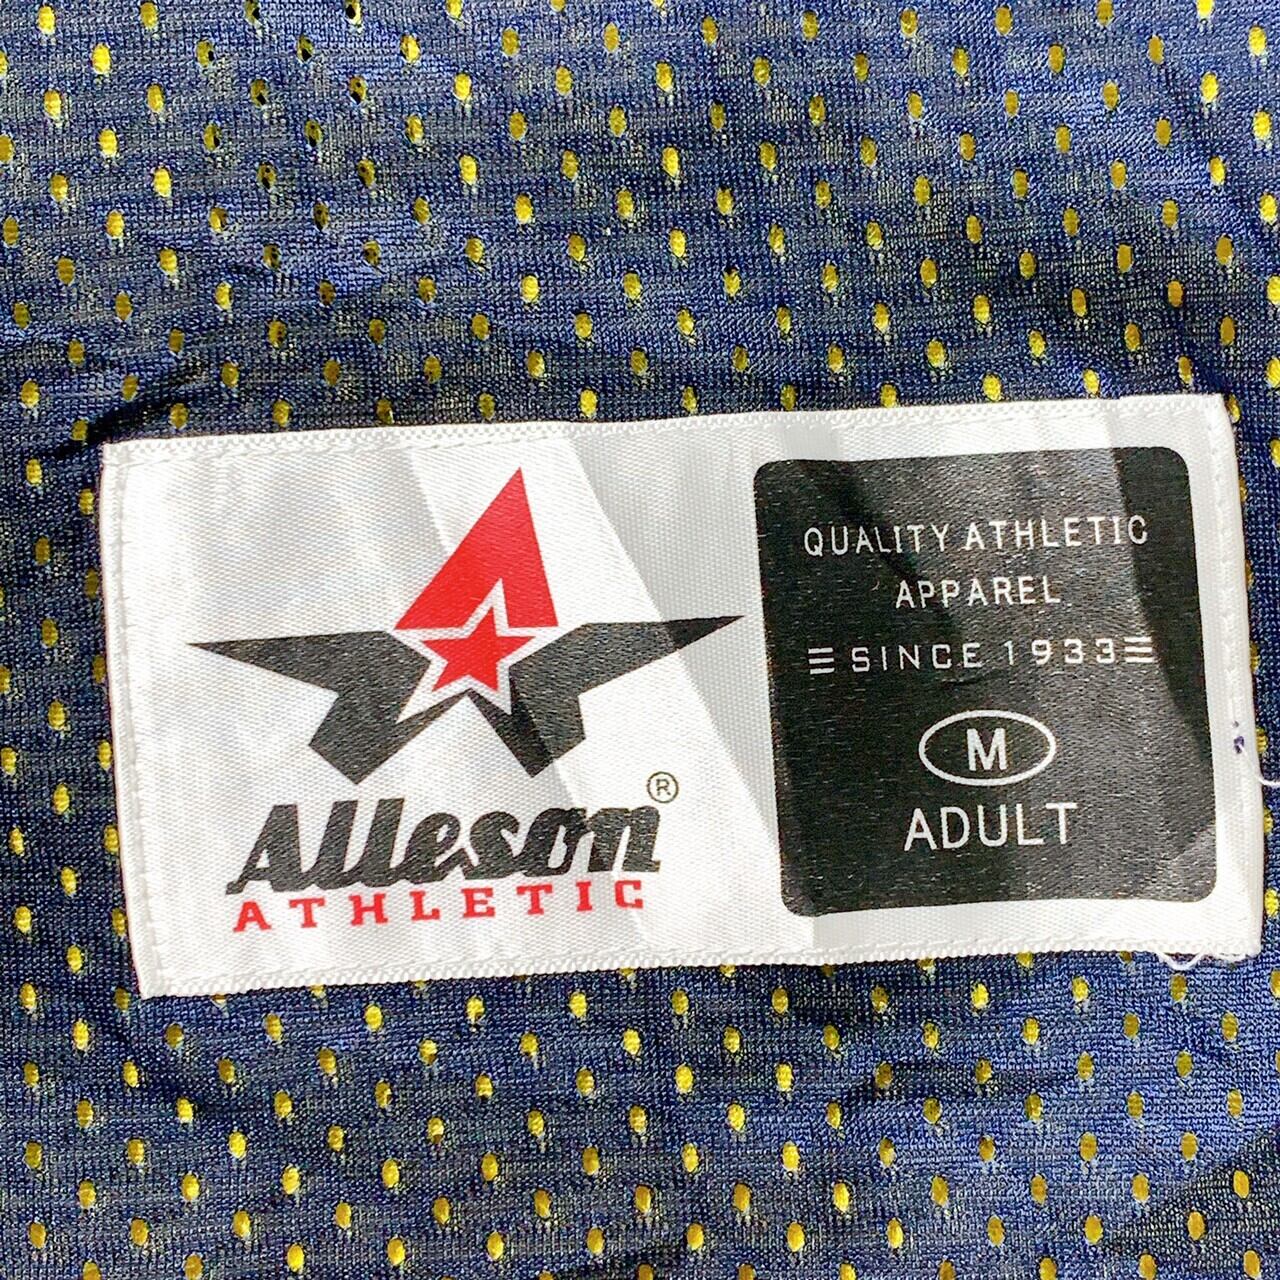 Alleson®
ATHLETIC
QUALITY ATHLETIC
APPAREL
SINCE 1933
M
ADULT